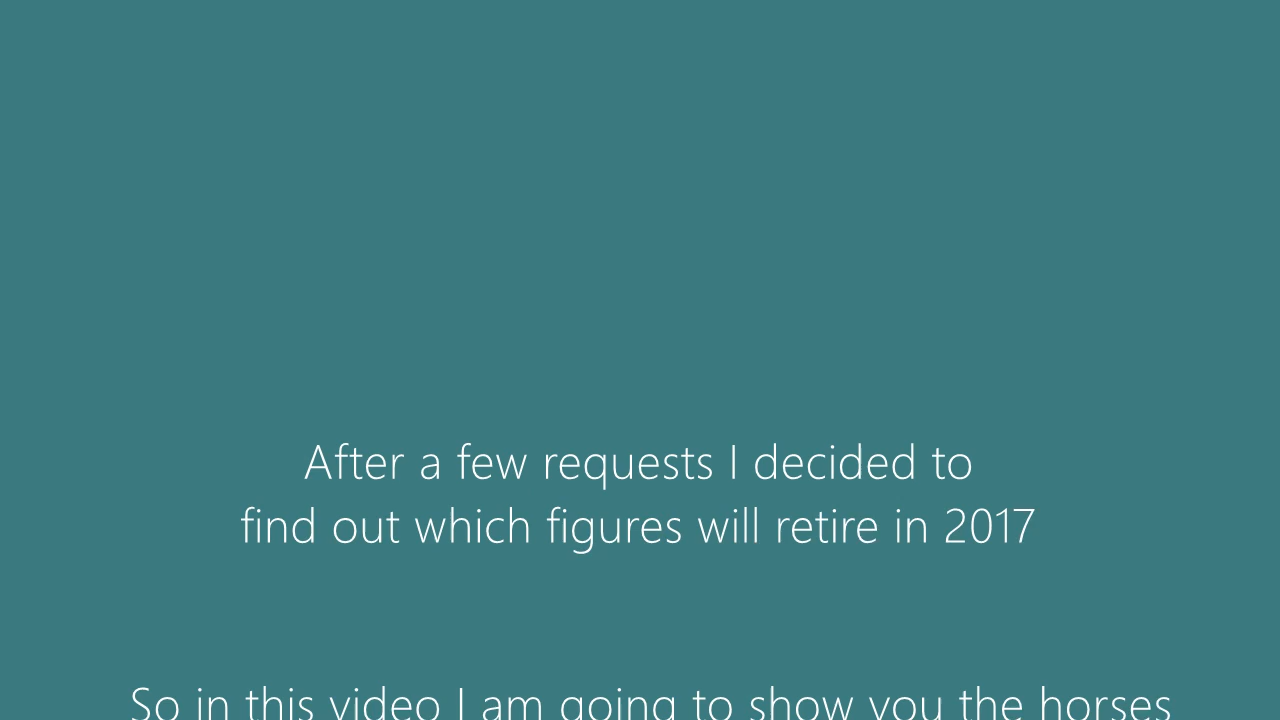 After a few requests I decided to
find out which figures will retire in 2017
So in this video I am going to show you the horses